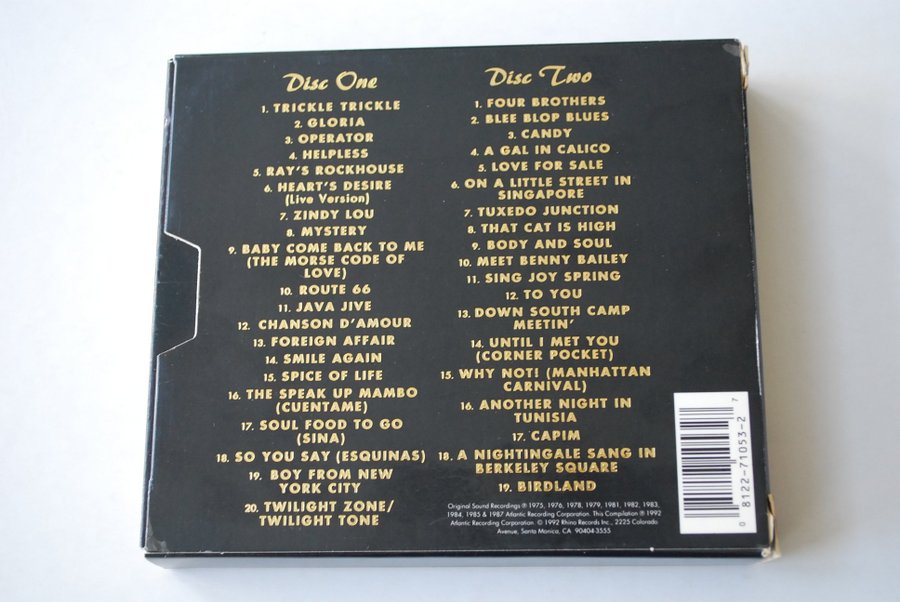 Disc One
1. TRICKLE TRICKLE
2. GLORIA
3. OPERATOR
4. HELPLESS
5. RAY'S ROCKHOUSE
6. HEART'S DESIRE
(Live Version)
7. ZINDY LOU
8. MYSTERY
9. BABY COME BACK TO ME
(THE MORSE CODE OF
LOVE)
10. ROUTE 66
11. JAVA JIVE
12. CHANSON D'AMOUR
13. FOREIGN AFFAIR
14. SMILE AGAIN
15. SPICE OF LIFE
16. THE SPEAK UP MAMBO
(CUENTAME)
17. SOUL FOOD TO GO
(SINA)
18. SO YOU SAY (ESQUINAS)
19. BOY FROM NEW
YORK CITY
20. TWILIGHT ZONE/
TWILIGHT TONE
Disc Two
1. FOUR BROTHERS
2. BLEE BLOP BLUES
3. CANDY
4. A GAL IN CALICO
5. LOVE FOR SALE
6. ON A LITTLE STREET IN
SINGAPORE
7. TUXEDO JUNCTION
8. THAT CAT IS HIGH
9. BODY AND SOUL
10. MEET BENNY BAILEY
11. SING JOY SPRING
12. TO YOU
13. DOWN SOUTH CAMP
MEETIN'
14. UNTIL I MET YOU
(CORNER POCKET)
15. WHY NOT! (MANHATTAN
CARNIVAL)
16. ANOTHER NIGHT IN
TUNISIA
17. CAPIM
18. A NIGHTINGALE SANG IN
BERKELEY SQUARE
19. BIRDLAND
Original Sound Recordings ℗ 1975, 1976, 1978, 1979, 1981, 1982, 1983,
1984, 1985 & 1987 Atlantic Recording Corporation. This Compilation ℗ 1992
Atlantic Recording Corporation. © 1992 Rhino Records Inc., 2225 Colorado
Avenue, Santa Monica, CA 90404-3555
0 8122-71053-2 7